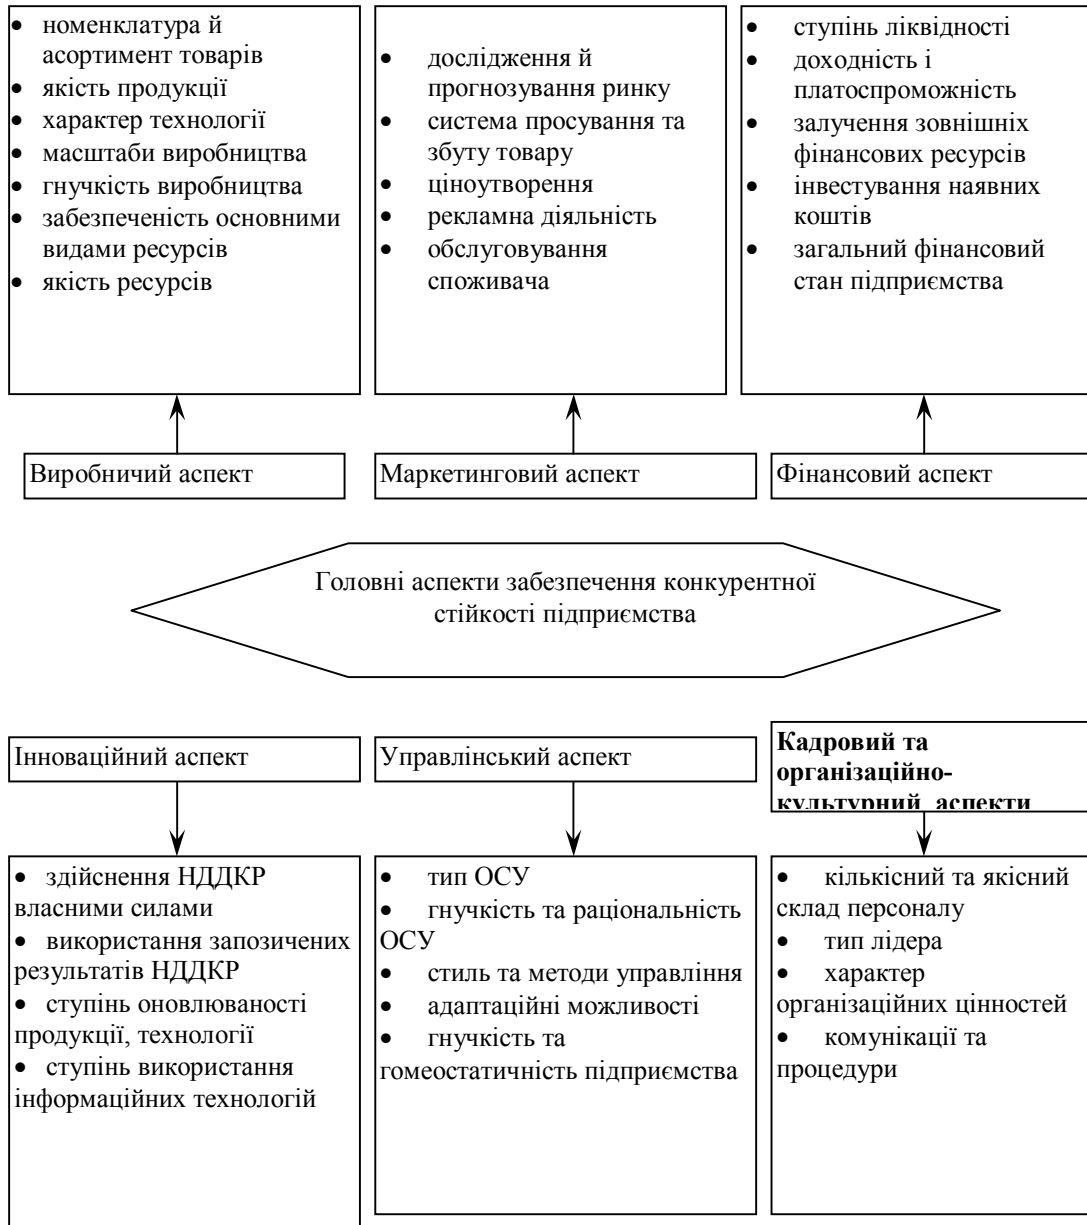 • номенклатура й
асортимент товарів
• якість продукції
• характер технології
• масштаби виробництва
• гнучкість виробництва
• забезпеченість основними
видами ресурсів
• якість ресурсів
• дослідження й
прогнозування ринку
• система просування та
збуту товару
• ціноутворення
• рекламна діяльність
• обслуговування
споживача
• ступінь ліквідності
• доходність і
платоспроможність
• залучення зовнішніх
фінансових ресурсів
• інвестування наявних
коштів
• загальний фінансовий
стан підприємства
Виробничий аспект
Маркетинговий аспект
Фінансовий аспект
Головні аспекти забезпечення конкурентної
стійкості підприємства
Інноваційний аспект
Управлінський аспект
Кадровий та
організаційно-
культурний аспекти
• здійснення НДДКР
власними силами
• використання запозичених
результатів НДДКР
• ступінь оновлюваності
продукції, технології
• ступінь використання
інформаційних технологій
• тип ОСУ
• гнучкість та раціональність
ОСУ
• стиль та методи управління
• адаптаційні можливості
• гнучкість та
гомеостатичність підприємства
• кількісний та якісний
склад персоналу
• тип лідера
• характер
організаційних цінностей
• комунікації та
процедури